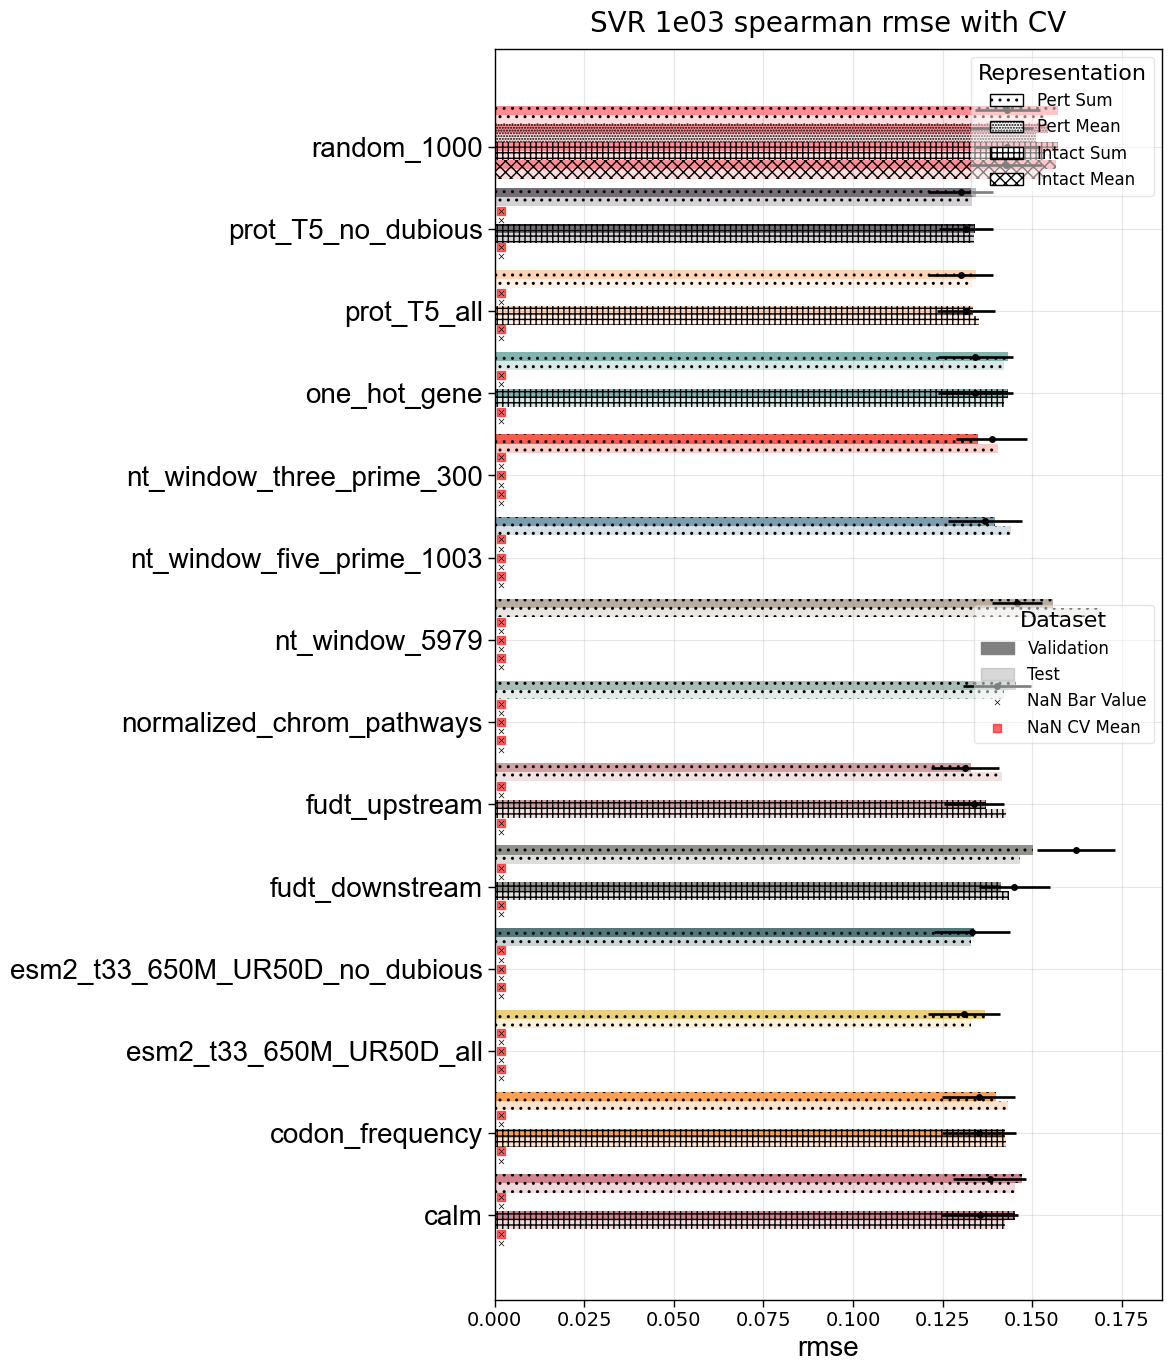 SVR 1e03 spearman rmse with CV
Representation
Pert Sum
Pert Mean
Intact Sum
Intact Mean
random_1000
prot_T5_no_dubious
prot_T5_all
one_hot_gene
nt_window_three_prime_300
nt_window_five_prime_1003
nt_window_5979
Dataset
Validation
Test
NaN Bar Value
NaN CV Mean
normalized_chrom_pathways
fudt_upstream
fudt_downstream
esm2_t33_650M_UR50D_no_dubious
esm2_t33_650M_UR50D_all
codon_frequency
calm
0.000 0.025 0.050 0.075 0.100 0.125 0.150 0.175
rmse